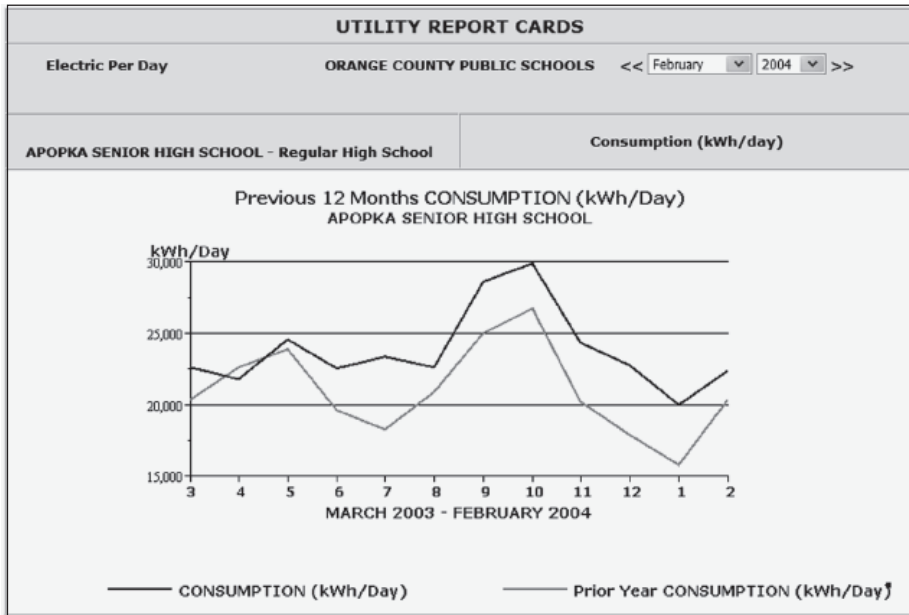 UTILITY REPORT CARDS
Electric Per Day ORANGE COUNTY PUBLIC SCHOOLS << February 2004 >>
APOPKA SENIOR HIGH SCHOOL - Regular High School
Consumption (kWh/day)
Previous 12 Months CONSUMPTION (kWh/Day)
APOPKA SENIOR HIGH SCHOOL
kWh/Day
30,000
25,000
20,000
15,000
3 4 5 6 7 8 9 10 11 12 1 2
MARCH 2003 - FEBRUARY 2004
CONSUMPTION (kWh/Day) Prior Year CONSUMPTION (kWh/Day)